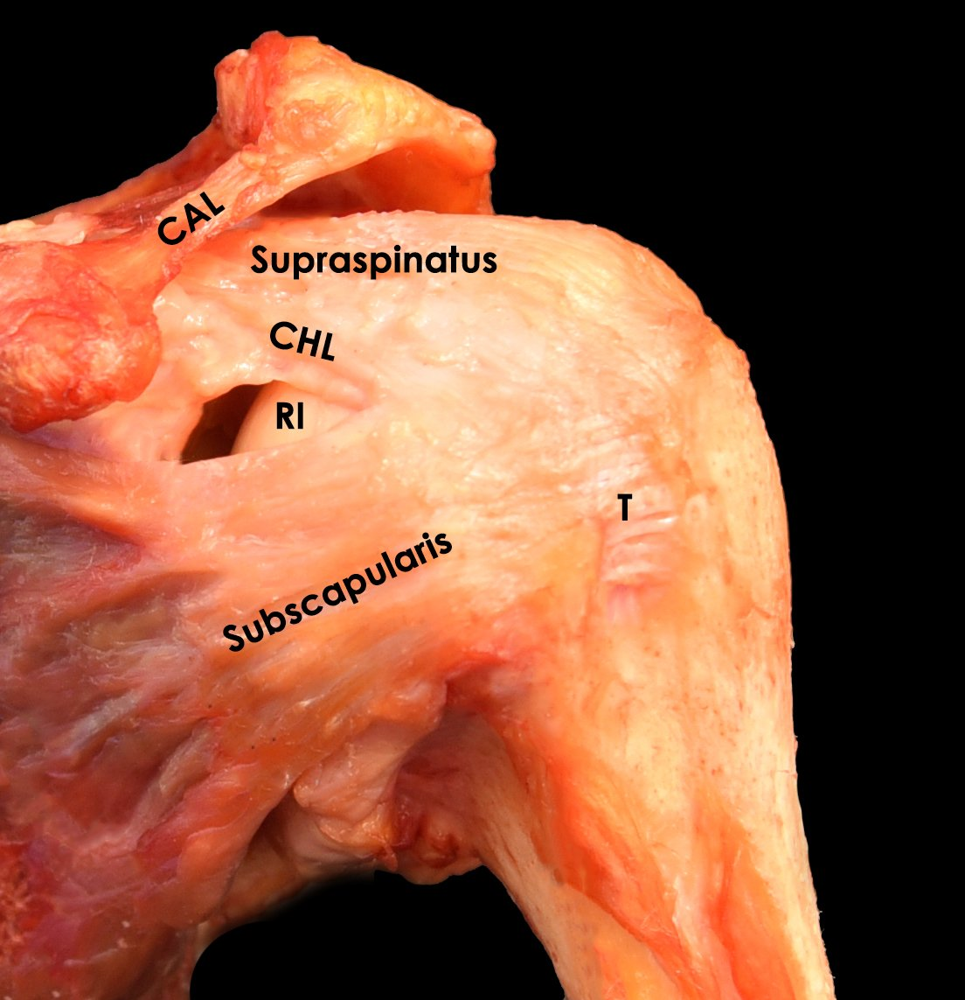 CAL
Supraspinatus
CHL
RI
T
Subscapularis